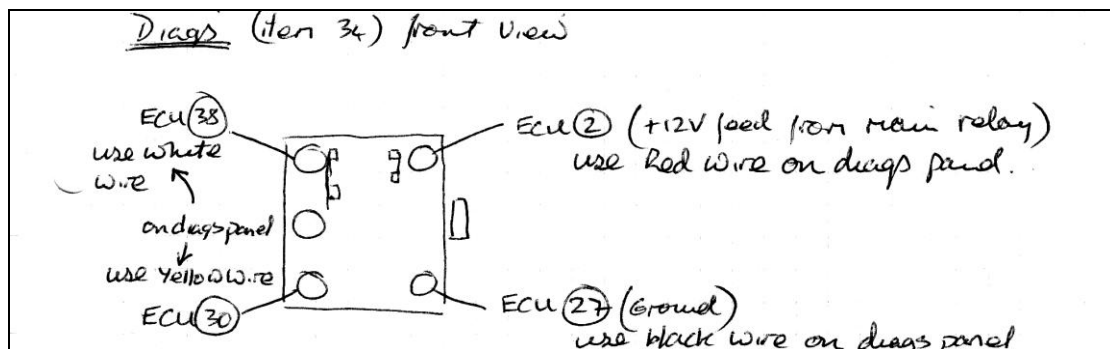 Diags (item 34) front view
ECU 38
use white
wire
on diags panel
use Yellow wire
ECU 30
ECU 2 (+12V feed from main relay)
use Red wire on diags panel.
ECU 27 (Ground)
use black wire on diags panel